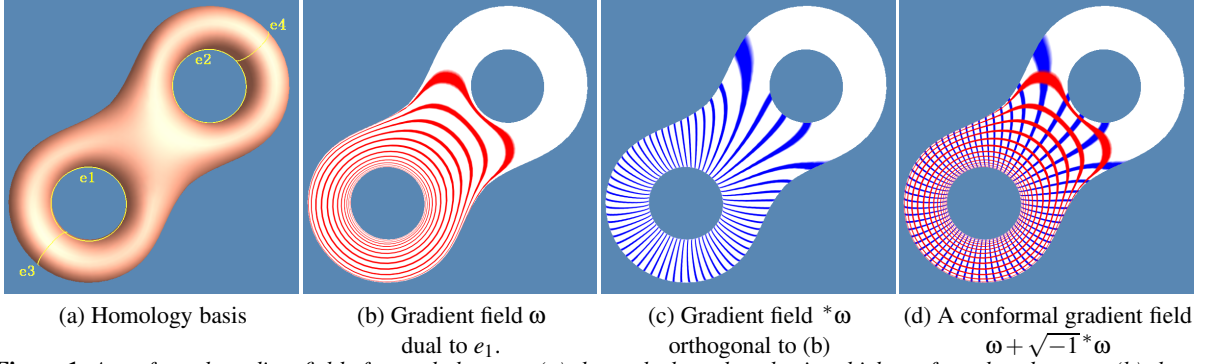 e4
e2
e1
e3
(a) Homology basis
(b) Gradient field ω
dual to e₁.
(c) Gradient field *ω
orthogonal to (b)
(d) A conformal gradient field
ω + √−1 *ω